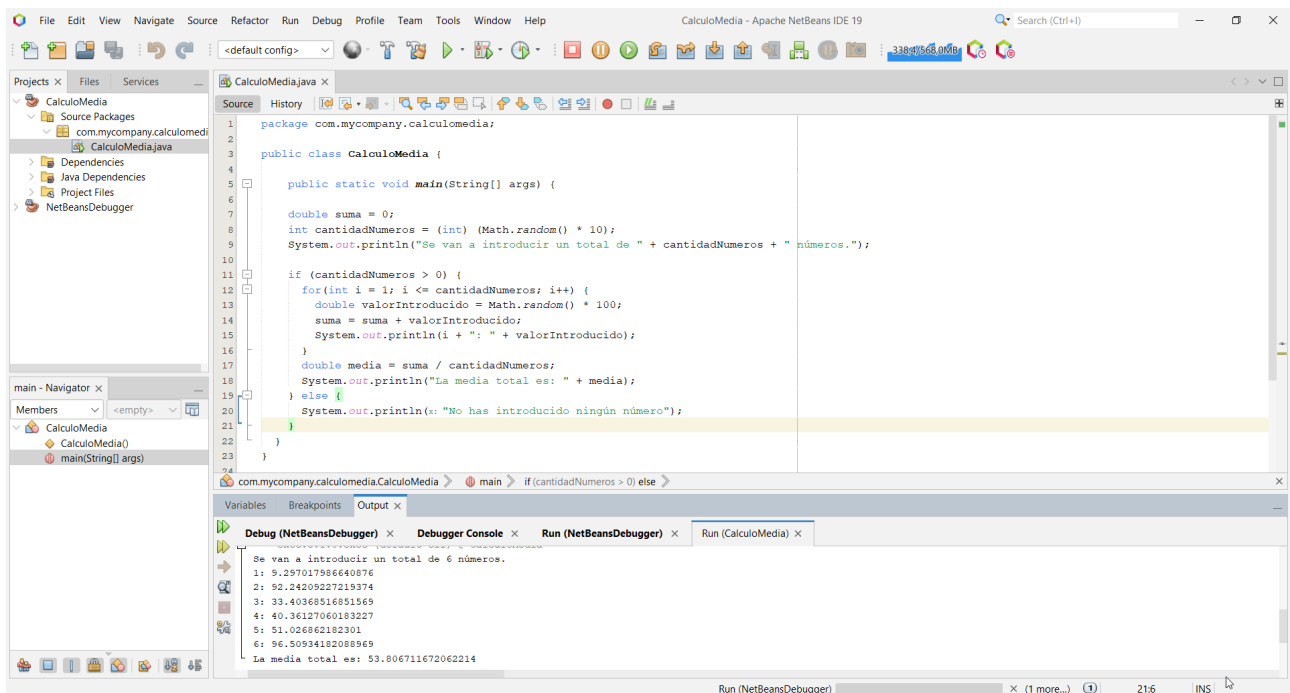 File Edit View Navigate Source Refactor Run Debug Profile Team Tools Window Help CalculoMedia - Apache NetBeans IDE 19 Search (Ctrl+I)
<default config> 338,4/568,0MB
Projects Files Services
CalculoMedia
Source Packages
com.mycompany.calculomedi
CalculoMedia.java
Dependencies
Java Dependencies
Project Files
NetBeansDebugger
main - Navigator
Members <empty>
CalculoMedia
CalculoMedia()
main(String[] args)
CalculoMedia.java
Source History
1 package com.mycompany.calculomedia;
2
3 public class CalculoMedia {
4
5 public static void main(String[] args) {
6
7 double suma = 0;
8 int cantidadNumeros = (int) (Math.random() * 10);
9 System.out.println("Se van a introducir un total de " + cantidadNumeros + " números.");
10
11 if (cantidadNumeros > 0) {
12 for(int i = 1; i <= cantidadNumeros; i++) {
13 double valorIntroducido = Math.random() * 100;
14 suma = suma + valorIntroducido;
15 System.out.println(i + ": " + valorIntroducido);
16 }
17 double media = suma / cantidadNumeros;
18 System.out.println("La media total es: " + media);
19 } else {
20 System.out.println(x: "No has introducido ningún número");
21 }
22 }
23 }
24
com.mycompany.calculomedia.CalculoMedia main if (cantidadNumeros > 0) else
Variables Breakpoints Output
Debug (NetBeansDebugger) Debugger Console Run (NetBeansDebugger) Run (CalculoMedia)
Se van a introducir un total de 6 números.
1: 9.297017986640876
2: 92.24209227219374
3: 33.40368516851569
4: 40.36127060183227
5: 51.026862182301
6: 96.50934182088969
La media total es: 53.806711672062214
Run (NetBeansDebugger) (1 more...) 1 21:6 INS